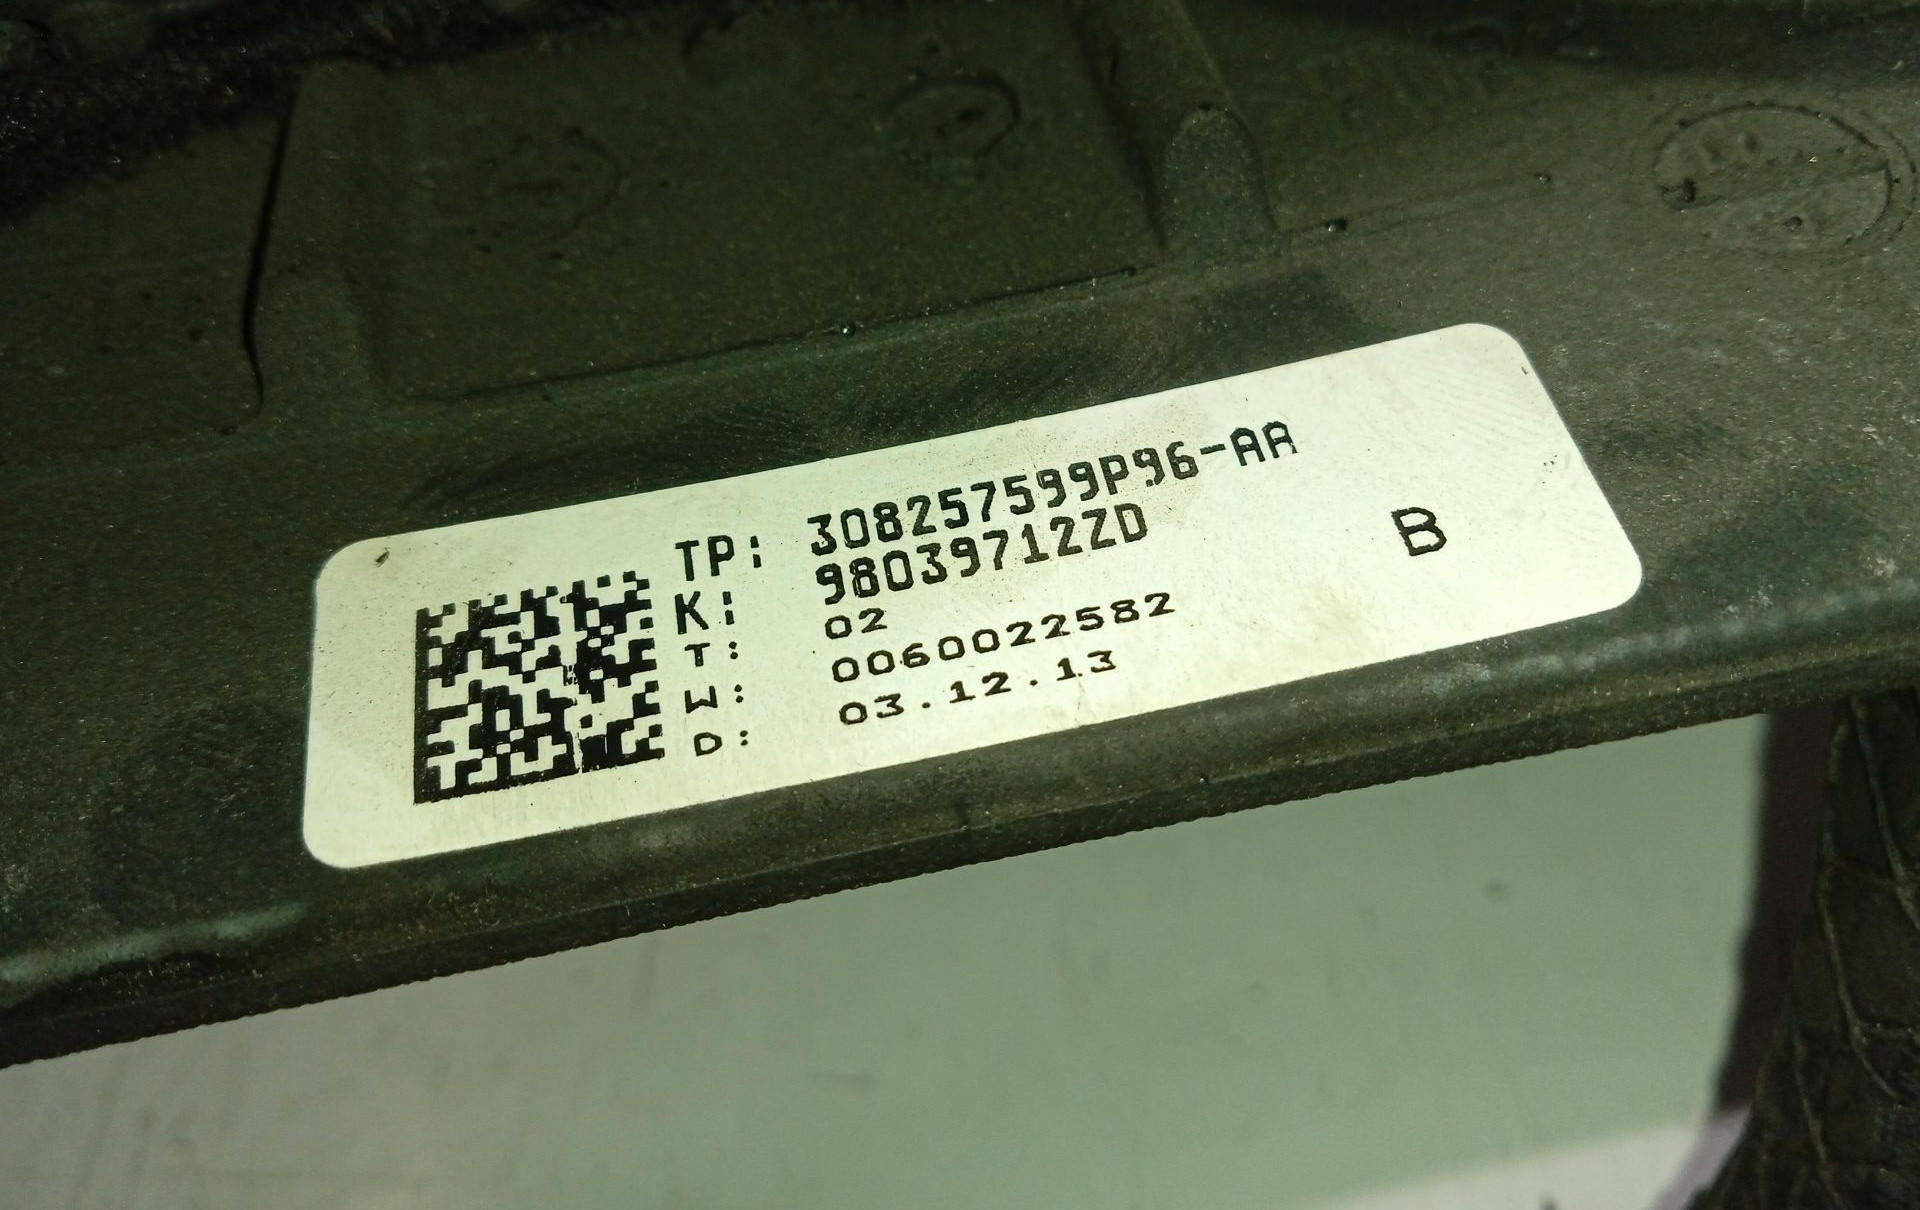 TP: 308257599P96-AA
K: 98039712ZD
T: 02
W: 0060022582
D: 03.12.13
B